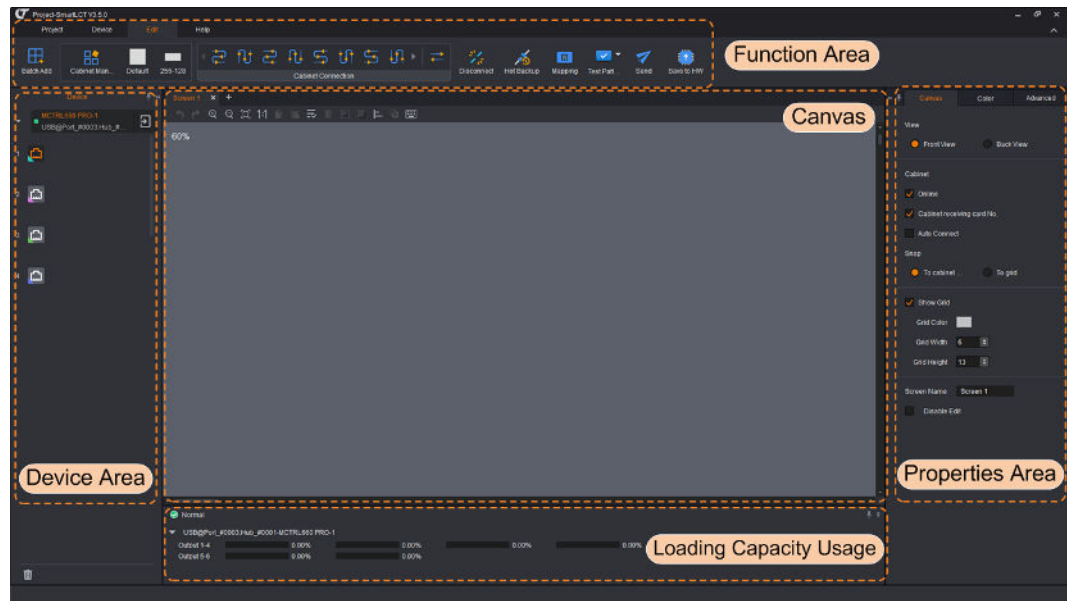 Project-SmartLCT V3.5.0
Project Device Edit Help
Batch Add Cabinet Man... Default 255-128 Cabinet Connection Disconnect Hot Backup Mapping Test Patt... Send Save to HW
Function Area
Device
MCTRL660 PRO-1
USB@Port_#0003.Hub_#...
Device Area
Screen 1 × +
1:1
60%
Canvas
Canvas Color Advanced
View
Front View Back View
Cabinet
Online
Cabinet receiving card No.
Auto Connect
Snap
To cabinet ... To grid
Show Grid
Grid Color
Grid Width 6
Grid Height 13
Screen Name Screen 1
Disable Edit
Properties Area
Normal
USB@Port_#0003.Hub_#0001-MCTRL660 PRO-1
Output 1-4 0.00% 0.00% 0.00% 0.00%
Output 5-6 0.00% 0.00%
Loading Capacity Usage